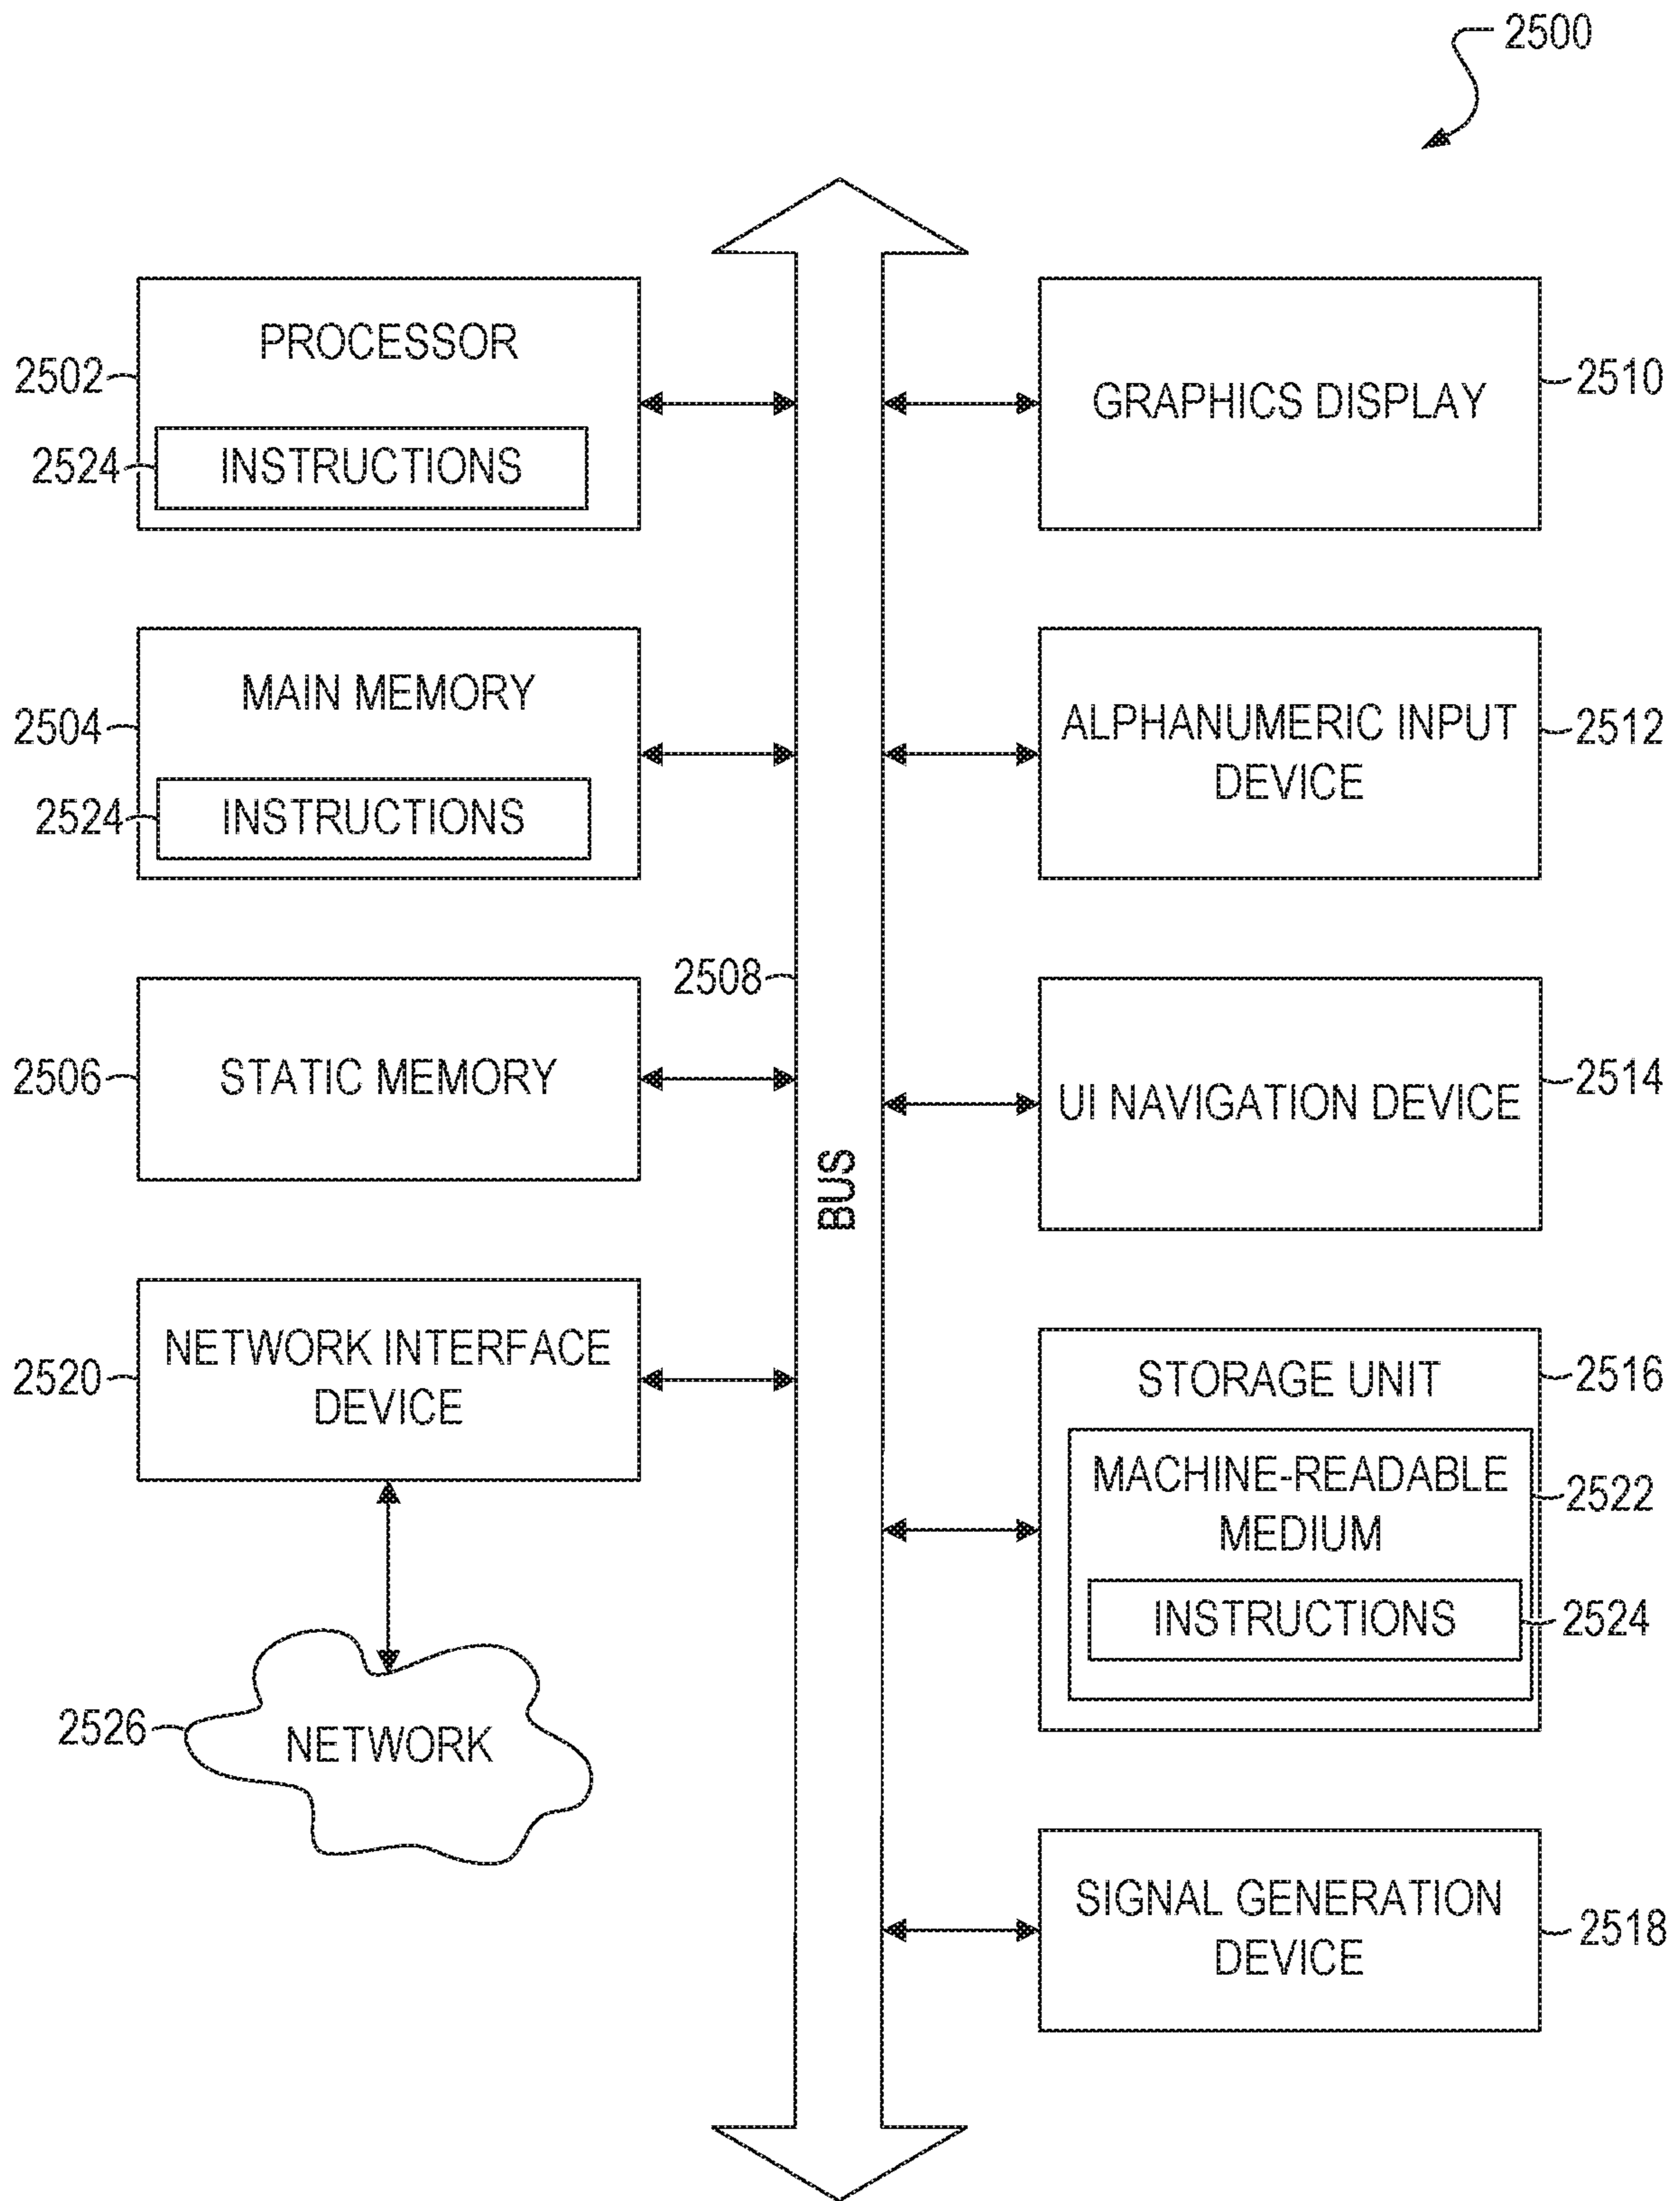 2500
PROCESSOR
2502
INSTRUCTIONS
2524
MAIN MEMORY
2504
INSTRUCTIONS
2524
2508
STATIC MEMORY
2506
NETWORK INTERFACE
DEVICE
2520
NETWORK
2526
BUS
GRAPHICS DISPLAY
2510
ALPHANUMERIC INPUT
DEVICE
2512
UI NAVIGATION DEVICE
2514
STORAGE UNIT
2516
MACHINE-READABLE
MEDIUM
2522
INSTRUCTIONS
2524
SIGNAL GENERATION
DEVICE
2518